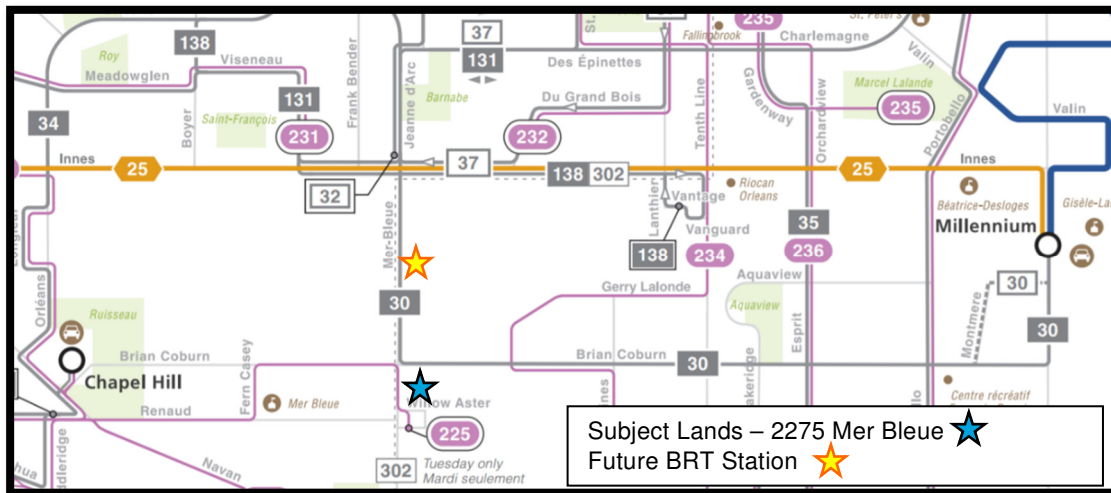 37
235
St. Peter's
138
Fallingbrook
Charlemagne
Roy
Viseneau
131
Des Épinettes
Valin
Meadowglen
Frank Bender
Jeanne d'Arc
Barnabe
Tenth Line
Gardenway
Marcel Lalande
34
131
Du Grand Bois
235
Boyer
Saint-François
231
232
Orchardview
Portobello
Valin
Innes
25
37
138 302
25
Innes
32
Lanthier
Vantage
Riocan
Orleans
Béatrice-Desloges
Mer-Bleue
Vanguard
35
Millennium
138
234
236
Orléans
Aquaview
Gerry Lalonde
30
30
Ruisseau
Aquaview
Esprit
Montmere
30
Brian Coburn
Brian Coburn
30
Chapel Hill
Fern Casey
Renaud
Mer Bleue
225
Centre récréatif
Navan
302
Tuesday only
Mardi seulement
Subject Lands – 2275 Mer Bleue
Future BRT Station